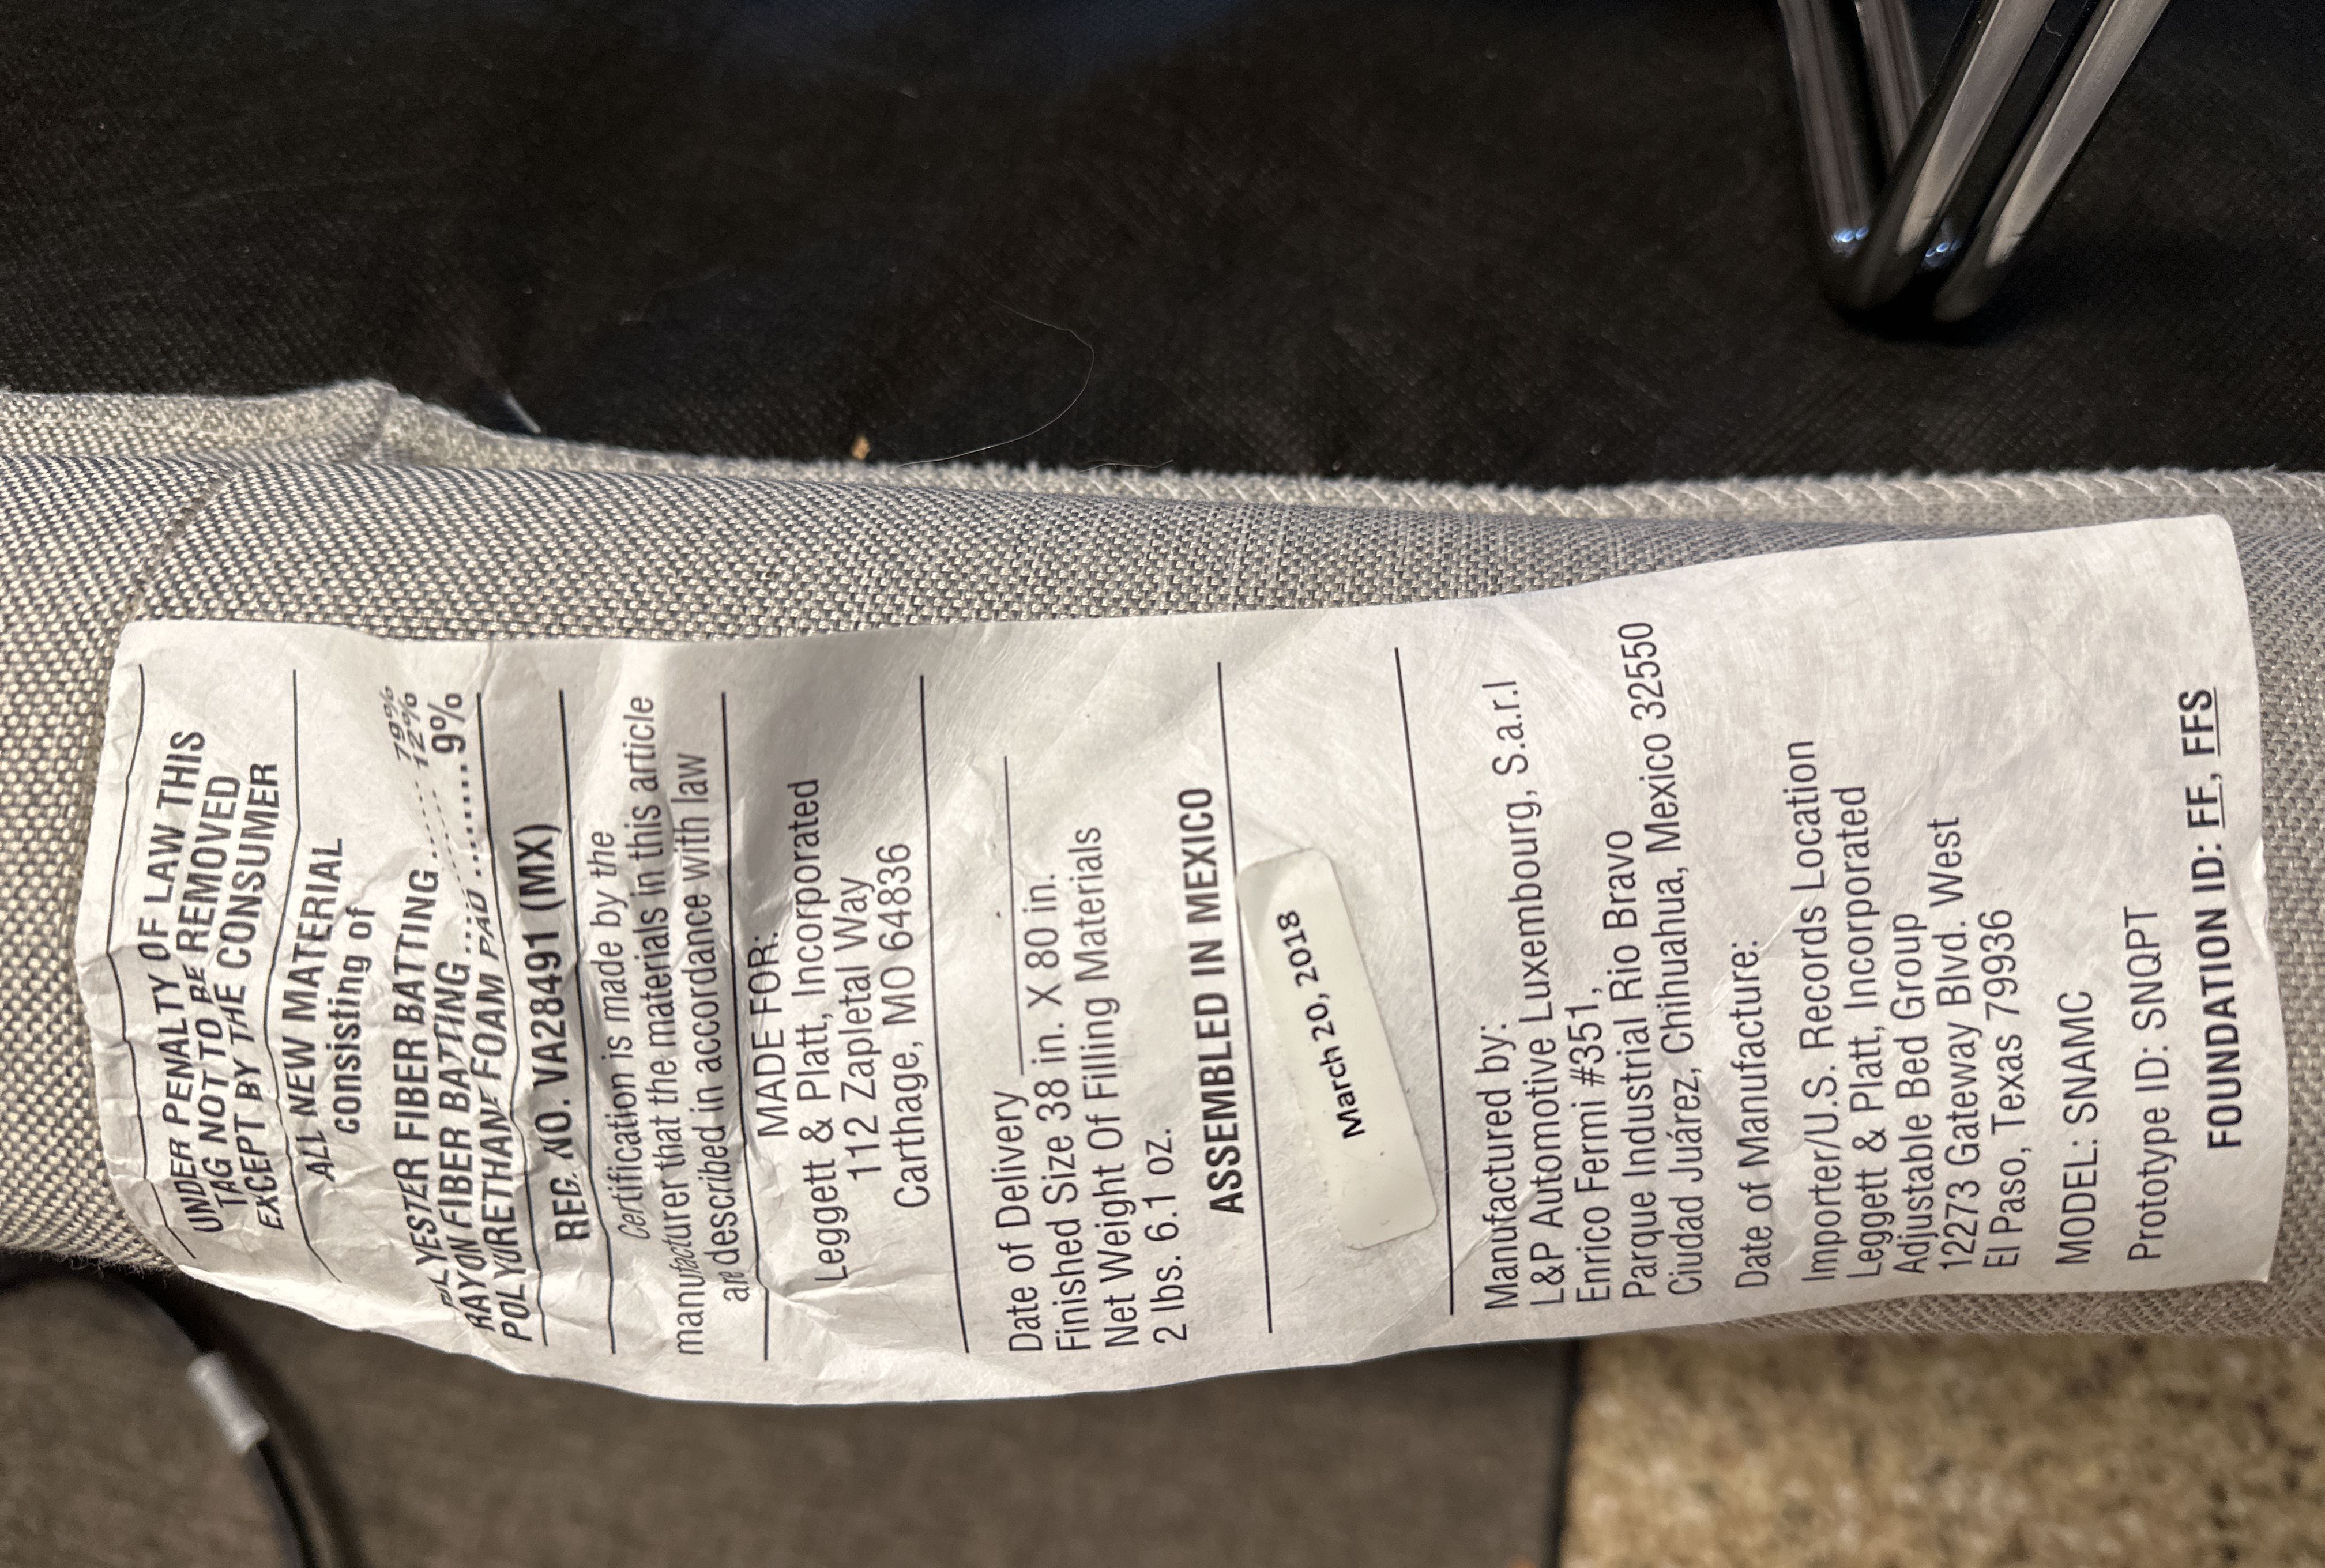 UNDER PENALTY OF LAW THIS
TAG NOT TO BE REMOVED
EXCEPT BY THE CONSUMER
ALL NEW MATERIAL
consisting of
POLYESTER FIBER BATTING ........ 79%
RAYON FIBER BATTING ........ 12%
POLYURETHANE FOAM PAD ........ 9%
REG. NO. VA28491 (MX)
Certification is made by the
manufacturer that the materials in this article
are described in accordance with law
MADE FOR:
Leggett & Platt, Incorporated
112 Zapletal Way
Carthage, MO 64836
Date of Delivery ____________
Finished Size 38 in. X 80 in.
Net Weight Of Filling Materials
2 lbs. 6.1 oz.
ASSEMBLED IN MEXICO
March 20, 2018
Manufactured by:
L&P Automotive Luxembourg, S.a.r.l
Enrico Fermi #351,
Parque Industrial Rio Bravo
Ciudad Juárez, Chihuahua, Mexico 32550
Date of Manufacture:
Importer/U.S. Records Location
Leggett & Platt, Incorporated
Adjustable Bed Group
12273 Gateway Blvd. West
El Paso, Texas 79936
MODEL: SNAMC
Prototype ID: SNQPT
FOUNDATION ID: FF, FFS